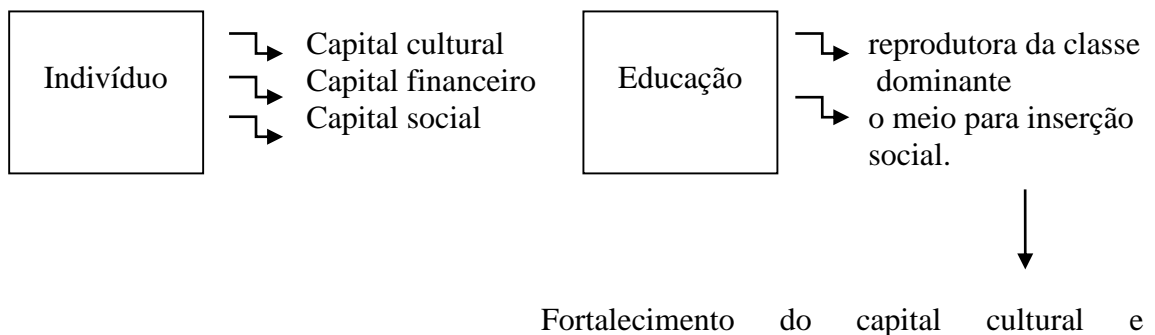 Indivíduo
Capital cultural
Capital financeiro
Capital social
Educação
reprodutora da classe
dominante
o meio para inserção
social.
Fortalecimento do capital cultural e